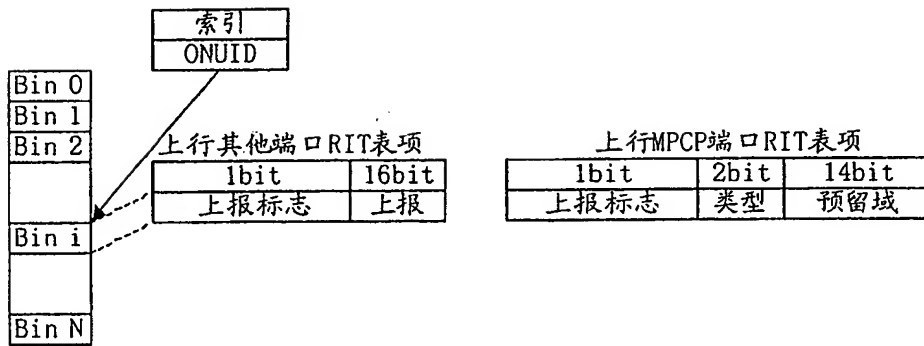 索引
ONUID
Bin 0
Bin 1
Bin 2
Bin i
Bin N
上行其他端口RIT表项
1bit 16bit
上报标志 上报
上行MPCP端口RIT表项
1bit 2bit 14bit
上报标志 类型 预留域